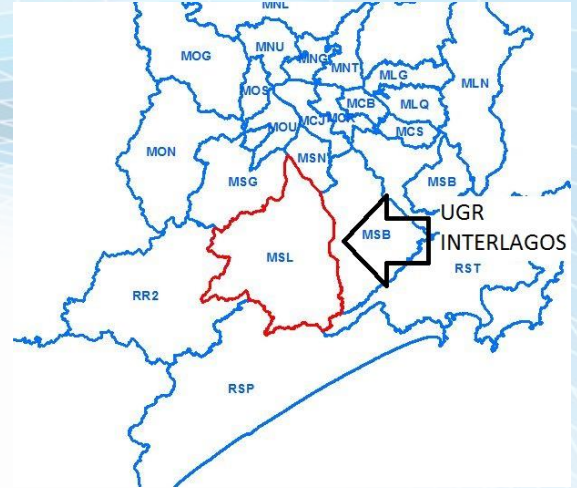 MNL
MNU
MOG
MNG
MNT
MLG
MLN
MOS
MCB
MLQ
MOU
MCJ
MCS
MON
MSN
MSG
MSB
UGR
INTERLAGOS
MSB
MSL
RST
RR2
RSP